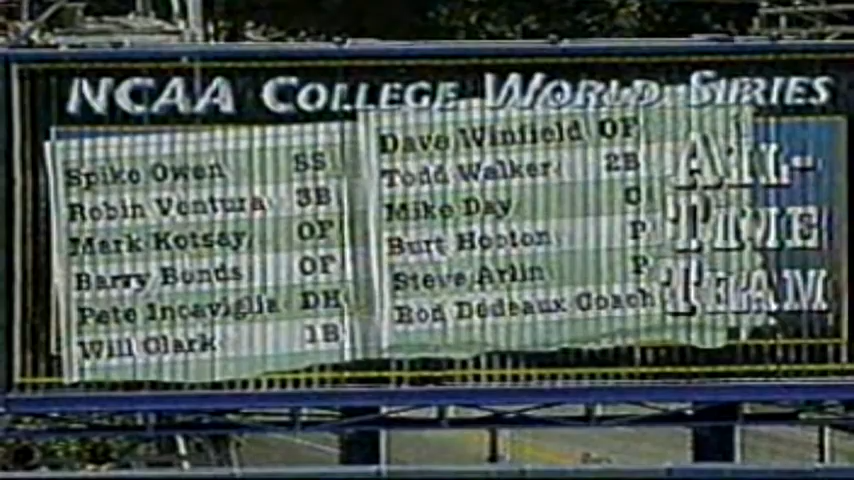 NCAA COLLEGE WORLD SERIES
Spike Owen SS
Robin Ventura 3B
Mark Kotsay OF
Barry Bonds OF
Pete Incaviglia DH
Will Clark 1B
Dave Winfield OF
Todd Walker 2B
Mike Day C
Burt Hooton P
Steve Arlin P
Rod Dedeaux Coach
ALL-
TIME
TEAM